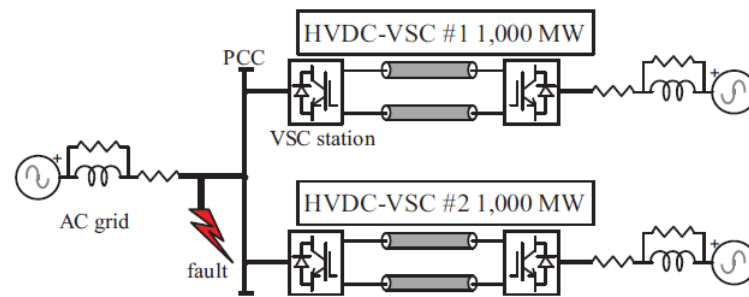 HVDC-VSC #1 1,000 MW
PCC
VSC station
+
+
AC grid
HVDC-VSC #2 1,000 MW
fault
+